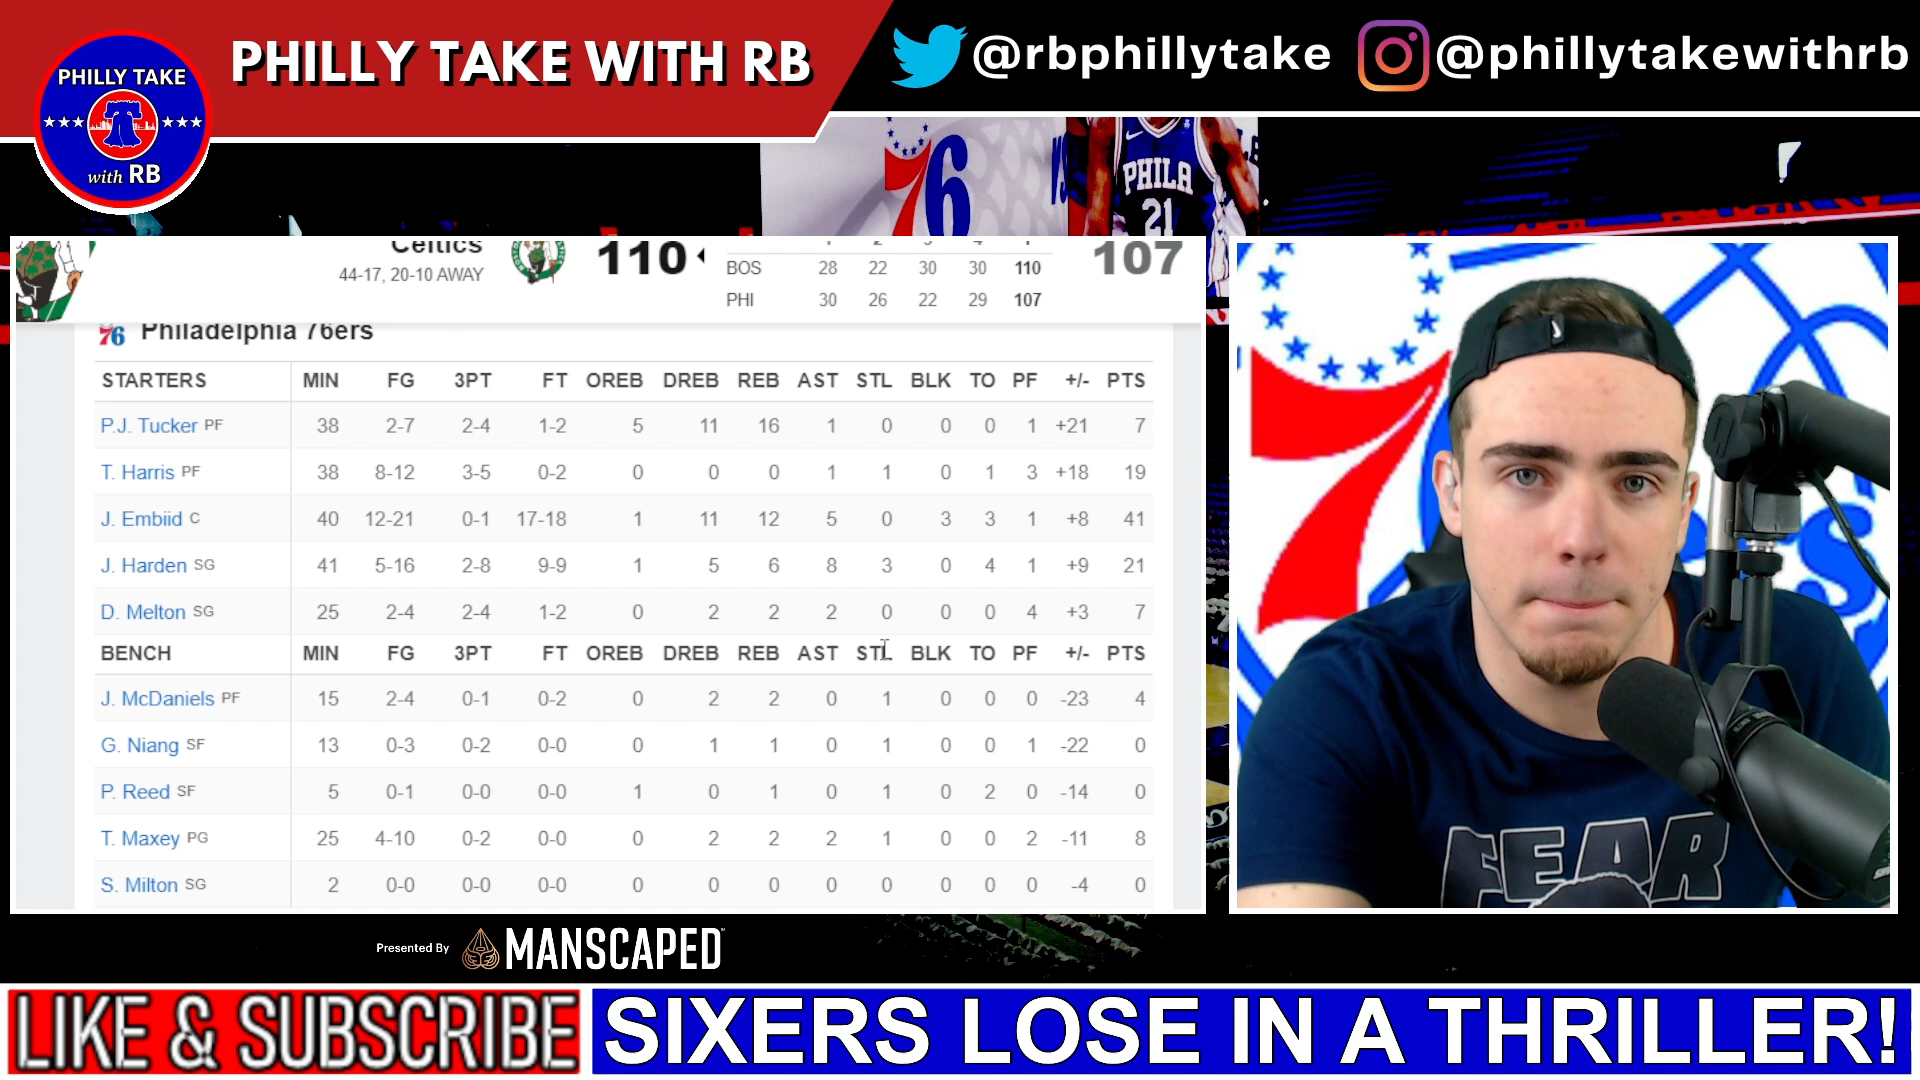 PHILLY TAKE WITH RB
@rbphillytake
@phillytakewithrb
PHILLY TAKE
with RB
76
PHILA
21
Celtics
44-17, 20-10 AWAY
110
107
BOS 28 22 30 30 110
PHI 30 26 22 29 107
76 Philadelphia 76ers
STARTERS MIN FG 3PT FT OREB DREB REB AST STL BLK TO PF +/- PTS
P.J. Tucker PF 38 2-7 2-4 1-2 5 11 16 1 0 0 0 1 +21 7
T. Harris PF 38 8-12 3-5 0-2 0 0 0 1 1 0 1 3 +18 19
J. Embiid C 40 12-21 0-1 17-18 1 11 12 5 0 3 3 1 +8 41
J. Harden SG 41 5-16 2-8 9-9 1 5 6 8 3 0 4 1 +9 21
D. Melton SG 25 2-4 2-4 1-2 0 2 2 2 0 0 0 4 +3 7
BENCH MIN FG 3PT FT OREB DREB REB AST STL BLK TO PF +/- PTS
J. McDaniels PF 15 2-4 0-1 0-2 0 2 2 0 1 0 0 0 -23 4
G. Niang SF 13 0-3 0-2 0-0 0 1 1 0 1 0 0 1 -22 0
P. Reed SF 5 0-1 0-0 0-0 1 0 1 0 1 0 2 0 -14 0
T. Maxey PG 25 4-10 0-2 0-0 0 2 2 2 1 0 0 2 -11 8
S. Milton SG 2 0-0 0-0 0-0 0 0 0 0 0 0 0 0 -4 0
FEAR
Presented By MANSCAPED
LIKE & SUBSCRIBE
SIXERS LOSE IN A THRILLER!